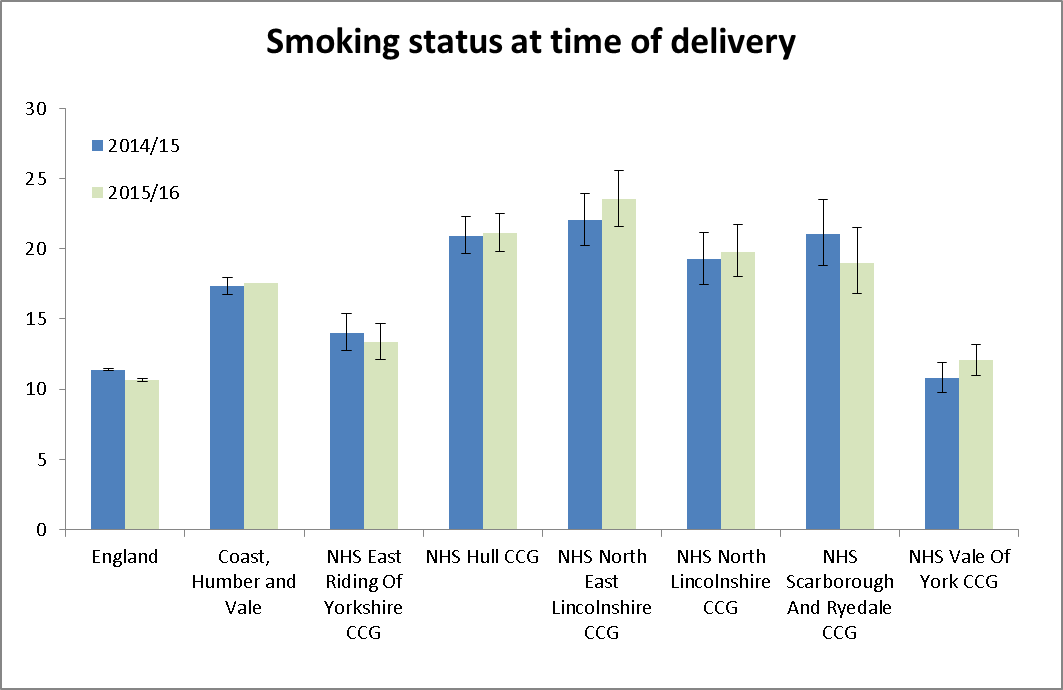 Smoking status at time of delivery
30
25
20
15
10
5
0
2014/15
2015/16
England
Coast,
Humber and
Vale
NHS East
Riding Of
Yorkshire
CCG
NHS Hull CCG
NHS North
East
Lincolnshire
CCG
NHS North
Lincolnshire
CCG
NHS
Scarborough
And Ryedale
CCG
NHS Vale Of
York CCG